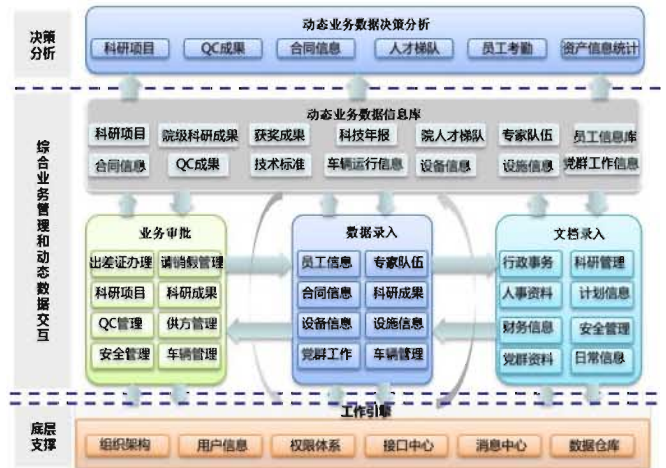 动态业务数据决策分析
决策
分析
科研项目 QC成果 合同信息 人才梯队 员工考勤 资产信息统计
动态业务数据信息库
科研项目 院级科研成果 获奖成果 科技年报 院人才梯队 专家队伍 员工信息库
合同信息 QC成果 技术标准 车辆运行信息 设备信息 设施信息 党群工作信息
综合业务管理和动态数据交互
业务审批
出差证办理 请销假管理
科研项目 科研成果
QC管理 供方管理
安全管理 车辆管理
数据录入
员工信息 专家队伍
合同信息 科研成果
设备信息 设施信息
党群工作 车辆管理
文档录入
行政事务 科研管理
人事资料 计划信息
财务信息 安全管理
党群资料 日常信息
工作引擎
底层
支撑
组织架构 用户信息 权限体系 接口中心 消息中心 数据仓库